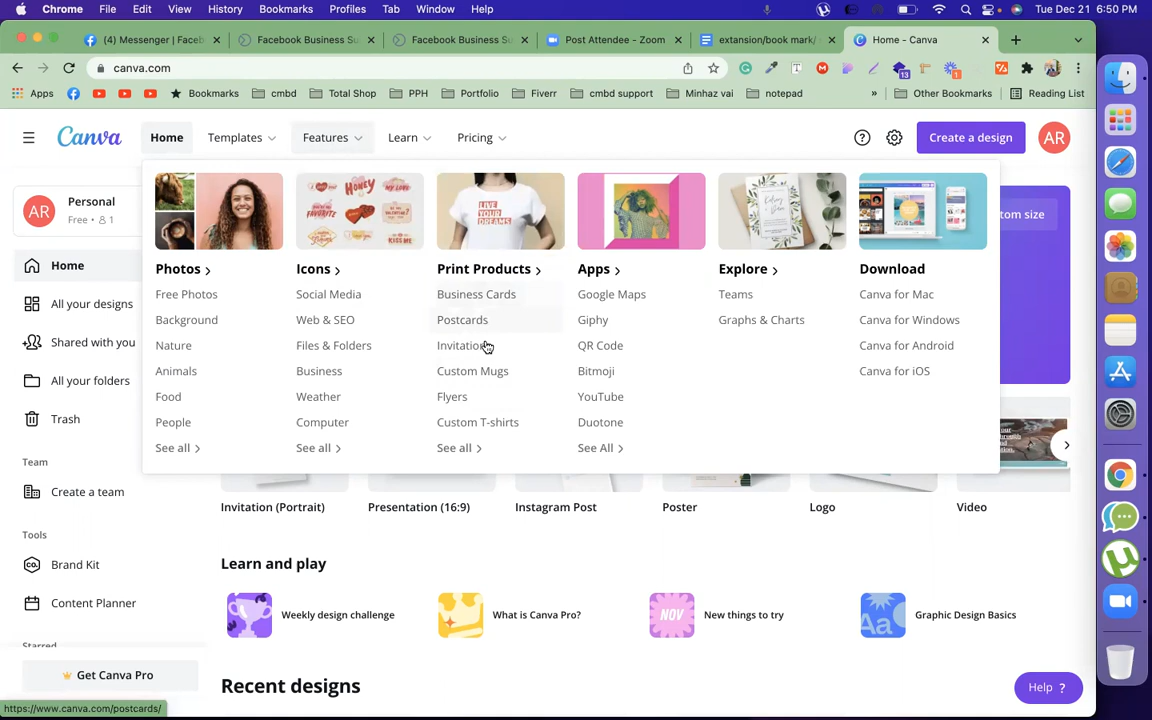 Chrome File Edit View History Bookmarks Profiles Tab Window Help Tue Dec 21 6:50 PM
(4) Messenger | Faceb Facebook Business Su Facebook Business Su Post Attendee - Zoom extansion/book mark/ Home - Canva
canva.com 13 1
Apps Bookmarks cmbd Total Shop PPH Portfolio Fiverr cmbd support Minhaz vai notepad » Other Bookmarks Reading List
Canva Home Templates Features Learn Pricing Create a design AR
AR Personal
Free • 1
Home
All your designs
Shared with you
All your folders
Trash
Team
Create a team
Tools
Brand Kit
Content Planner
Starred
Get Canva Pro
LIVE YOUR DREAMS
Photos
Free Photos
Background
Nature
Animals
Food
People
See all
Icons
Social Media
Web & SEO
Files & Folders
Business
Weather
Computer
See all
Print Products
Business Cards
Postcards
Invitation
Custom Mugs
Flyers
Custom T-shirts
See all
Apps
Google Maps
Giphy
QR Code
Bitmoji
YouTube
Duotone
See All
Explore
Teams
Graphs & Charts
Download
Canva for Mac
Canva for Windows
Canva for Android
Canva for iOS
tom size
Invitation (Portrait) Presentation (16:9) Instagram Post Poster Logo Video
Learn and play
Weekly design challenge What is Canva Pro? NOV New things to try Aa Graphic Design Basics
Recent designs
Help ?
https://www.canva.com/postcards/